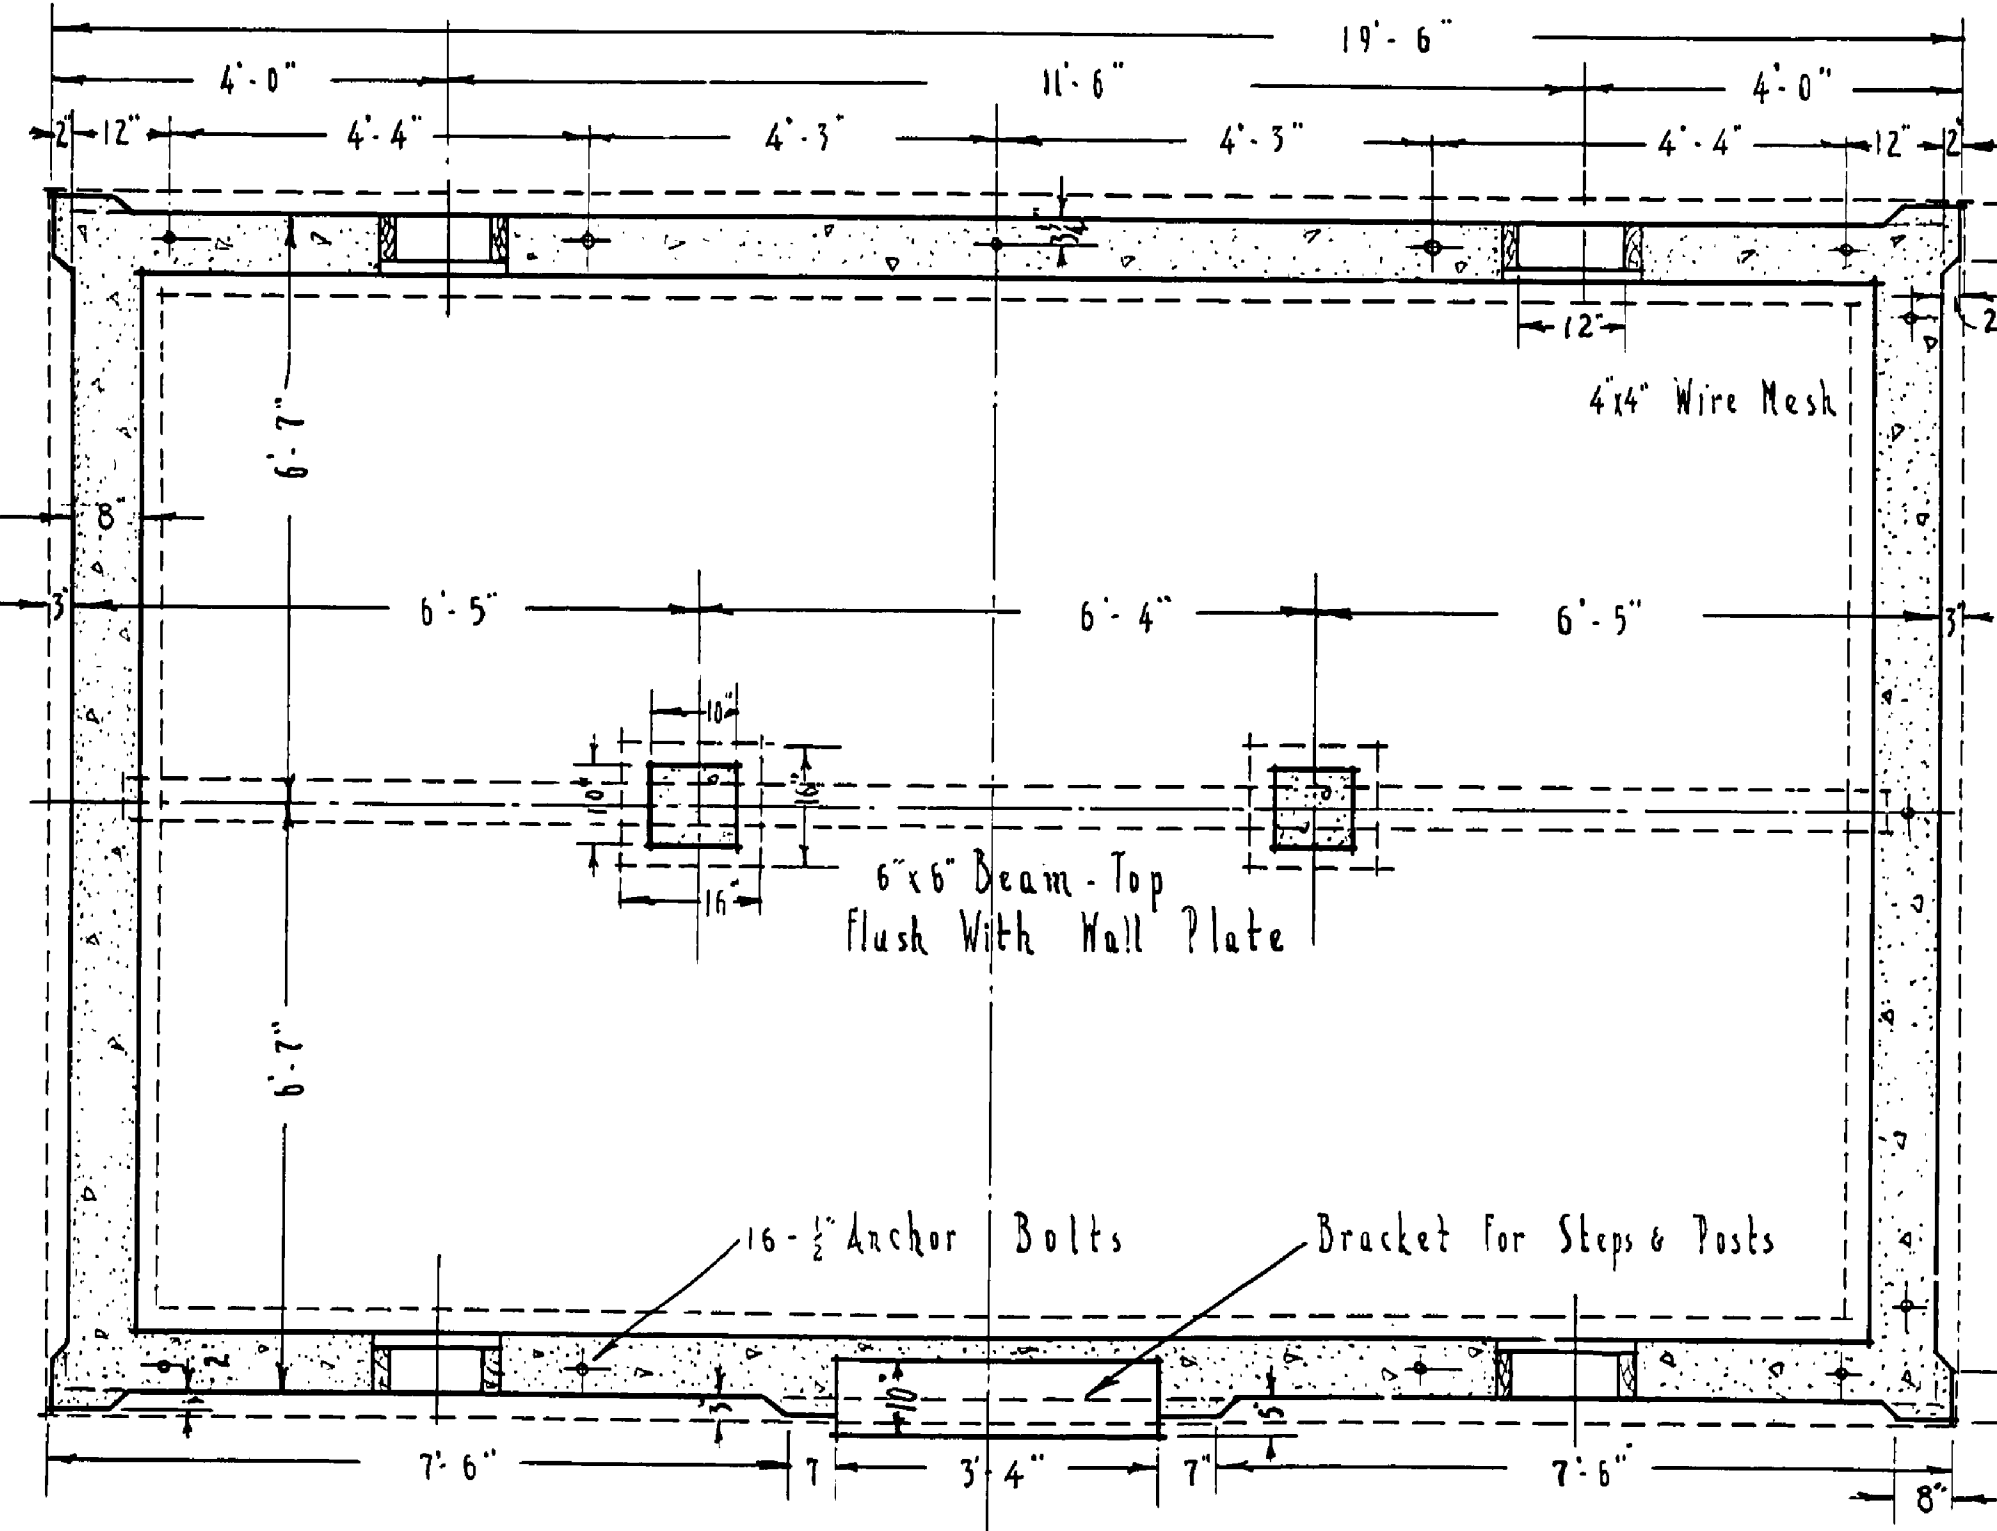 19'-6"
4'-0" 11'-6" 4'-0"
2" 12" 4'-4" 4'-3" 4'-3" 4'-4" 12" 2"
12"
2
4"x4" Wire Mesh
6'-7"
8"
3" 6'-5" 6'-4" 6'-5" 3"
10"
10"
16"
16"
6"x6" Beam-Top
Flush With Wall Plate
6'-7"
16-½" Anchor Bolts
Bracket For Steps & Posts
2
10"
3"
5"
7'-6" 7 3'-4" 7" 7'-6"
8"